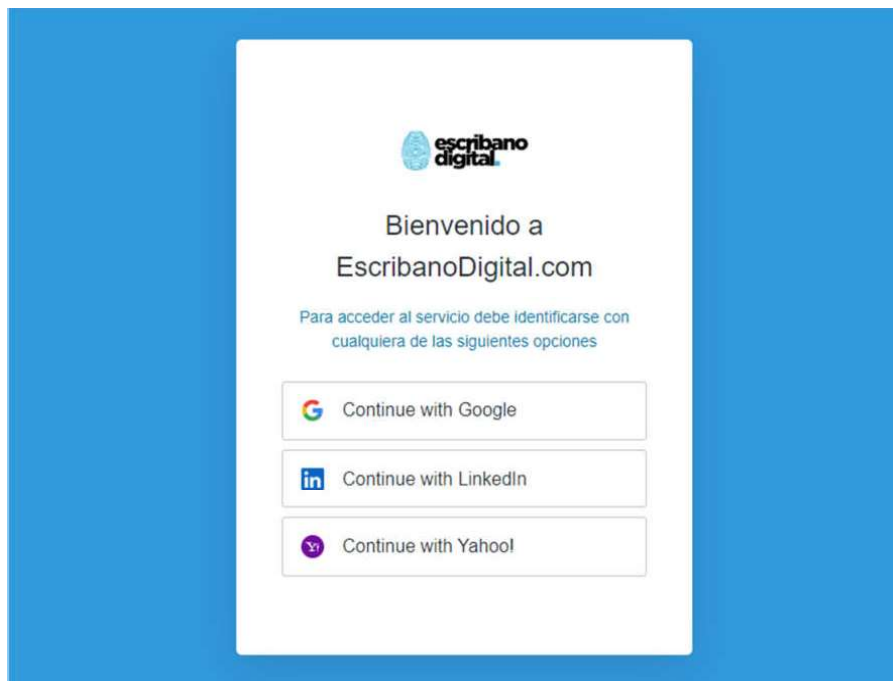 escribano
digital.
Bienvenido a
EscribanoDigital.com
Para acceder al servicio debe identificarse con
cualquiera de las siguientes opciones
Continue with Google
Continue with LinkedIn
Continue with Yahoo!